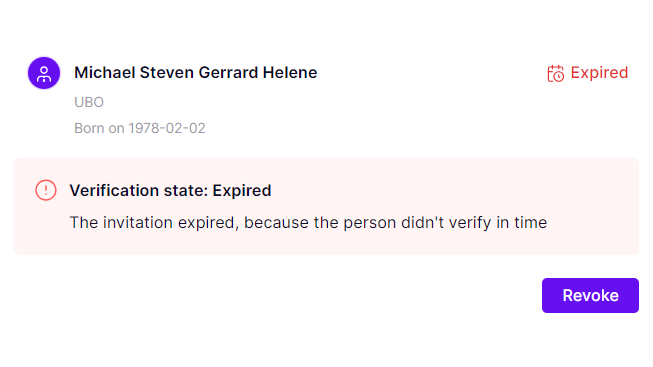 Michael Steven Gerrard Helene
Expired
UBO
Born on 1978-02-02
Verification state: Expired
The invitation expired, because the person didn't verify in time
Revoke